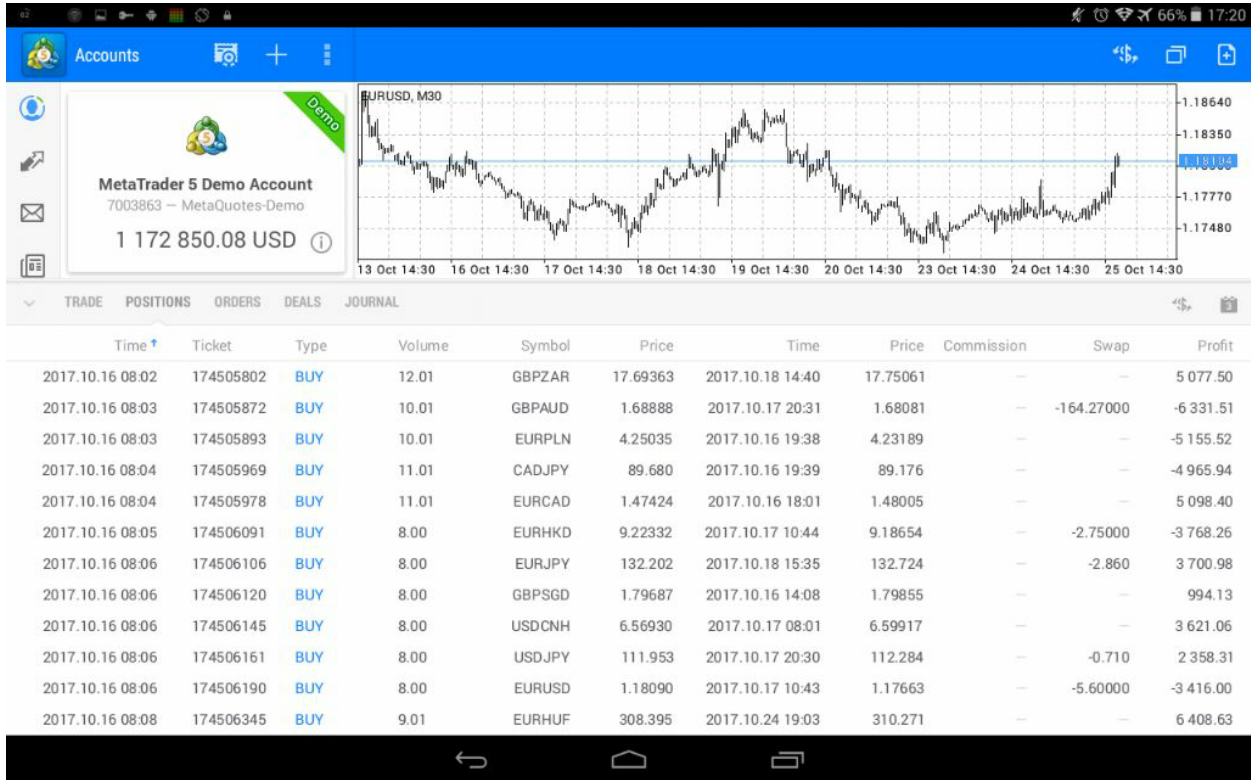 66% 17:20
Accounts
Demo
MetaTrader 5 Demo Account
7003863 — MetaQuotes-Demo
1 172 850.08 USD
EURUSD, M30
1.18640
1.18350
1.18104
1.17770
1.17480
13 Oct 14:30 16 Oct 14:30 17 Oct 14:30 18 Oct 14:30 19 Oct 14:30 20 Oct 14:30 23 Oct 14:30 24 Oct 14:30 25 Oct 14:30
TRADE POSITIONS ORDERS DEALS JOURNAL
Time Ticket Type Volume Symbol Price Time Price Commission Swap Profit
2017.10.16 08:02 174505802 BUY 12.01 GBPZAR 17.69363 2017.10.18 14:40 17.75061 — — 5 077.50
2017.10.16 08:03 174505872 BUY 10.01 GBPAUD 1.68888 2017.10.17 20:31 1.68081 — -164.27000 -6 331.51
2017.10.16 08:03 174505893 BUY 10.01 EURPLN 4.25035 2017.10.16 19:38 4.23189 — — -5 155.52
2017.10.16 08:04 174505969 BUY 11.01 CADJPY 89.680 2017.10.16 19:39 89.176 — — -4 965.94
2017.10.16 08:04 174505978 BUY 11.01 EURCAD 1.47424 2017.10.16 18:01 1.48005 — — 5 098.40
2017.10.16 08:05 174506091 BUY 8.00 EURHKD 9.22332 2017.10.17 10:44 9.18654 — -2.75000 -3 768.26
2017.10.16 08:06 174506106 BUY 8.00 EURJPY 132.202 2017.10.18 15:35 132.724 — -2.860 3 700.98
2017.10.16 08:06 174506120 BUY 8.00 GBPSGD 1.79687 2017.10.16 14:08 1.79855 — — 994.13
2017.10.16 08:06 174506145 BUY 8.00 USDCNH 6.56930 2017.10.17 08:01 6.59917 — — 3 621.06
2017.10.16 08:06 174506161 BUY 8.00 USDJPY 111.953 2017.10.17 20:30 112.284 — -0.710 2 358.31
2017.10.16 08:06 174506190 BUY 8.00 EURUSD 1.18090 2017.10.17 10:43 1.17663 — -5.60000 -3 416.00
2017.10.16 08:08 174506345 BUY 9.01 EURHUF 308.395 2017.10.24 19:03 310.271 — — 6 408.63